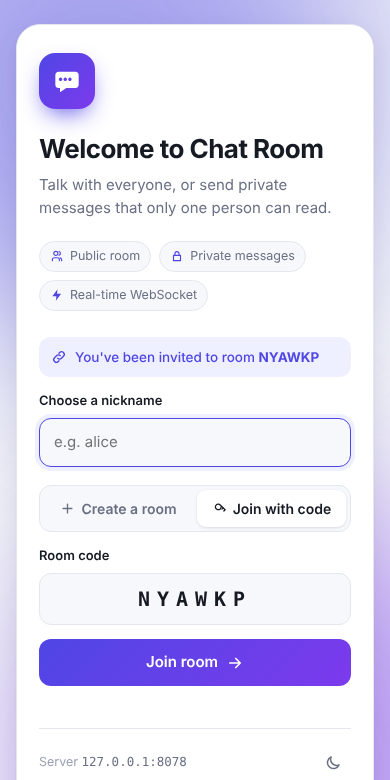 Welcome to Chat Room
Talk with everyone, or send private
messages that only one person can read.
Public room
Private messages
Real-time WebSocket
You've been invited to room NYAWKP
Choose a nickname
e.g. alice
Create a room
Join with code
Room code
NYAWKP
Join room
Server 127.0.0.1:8078